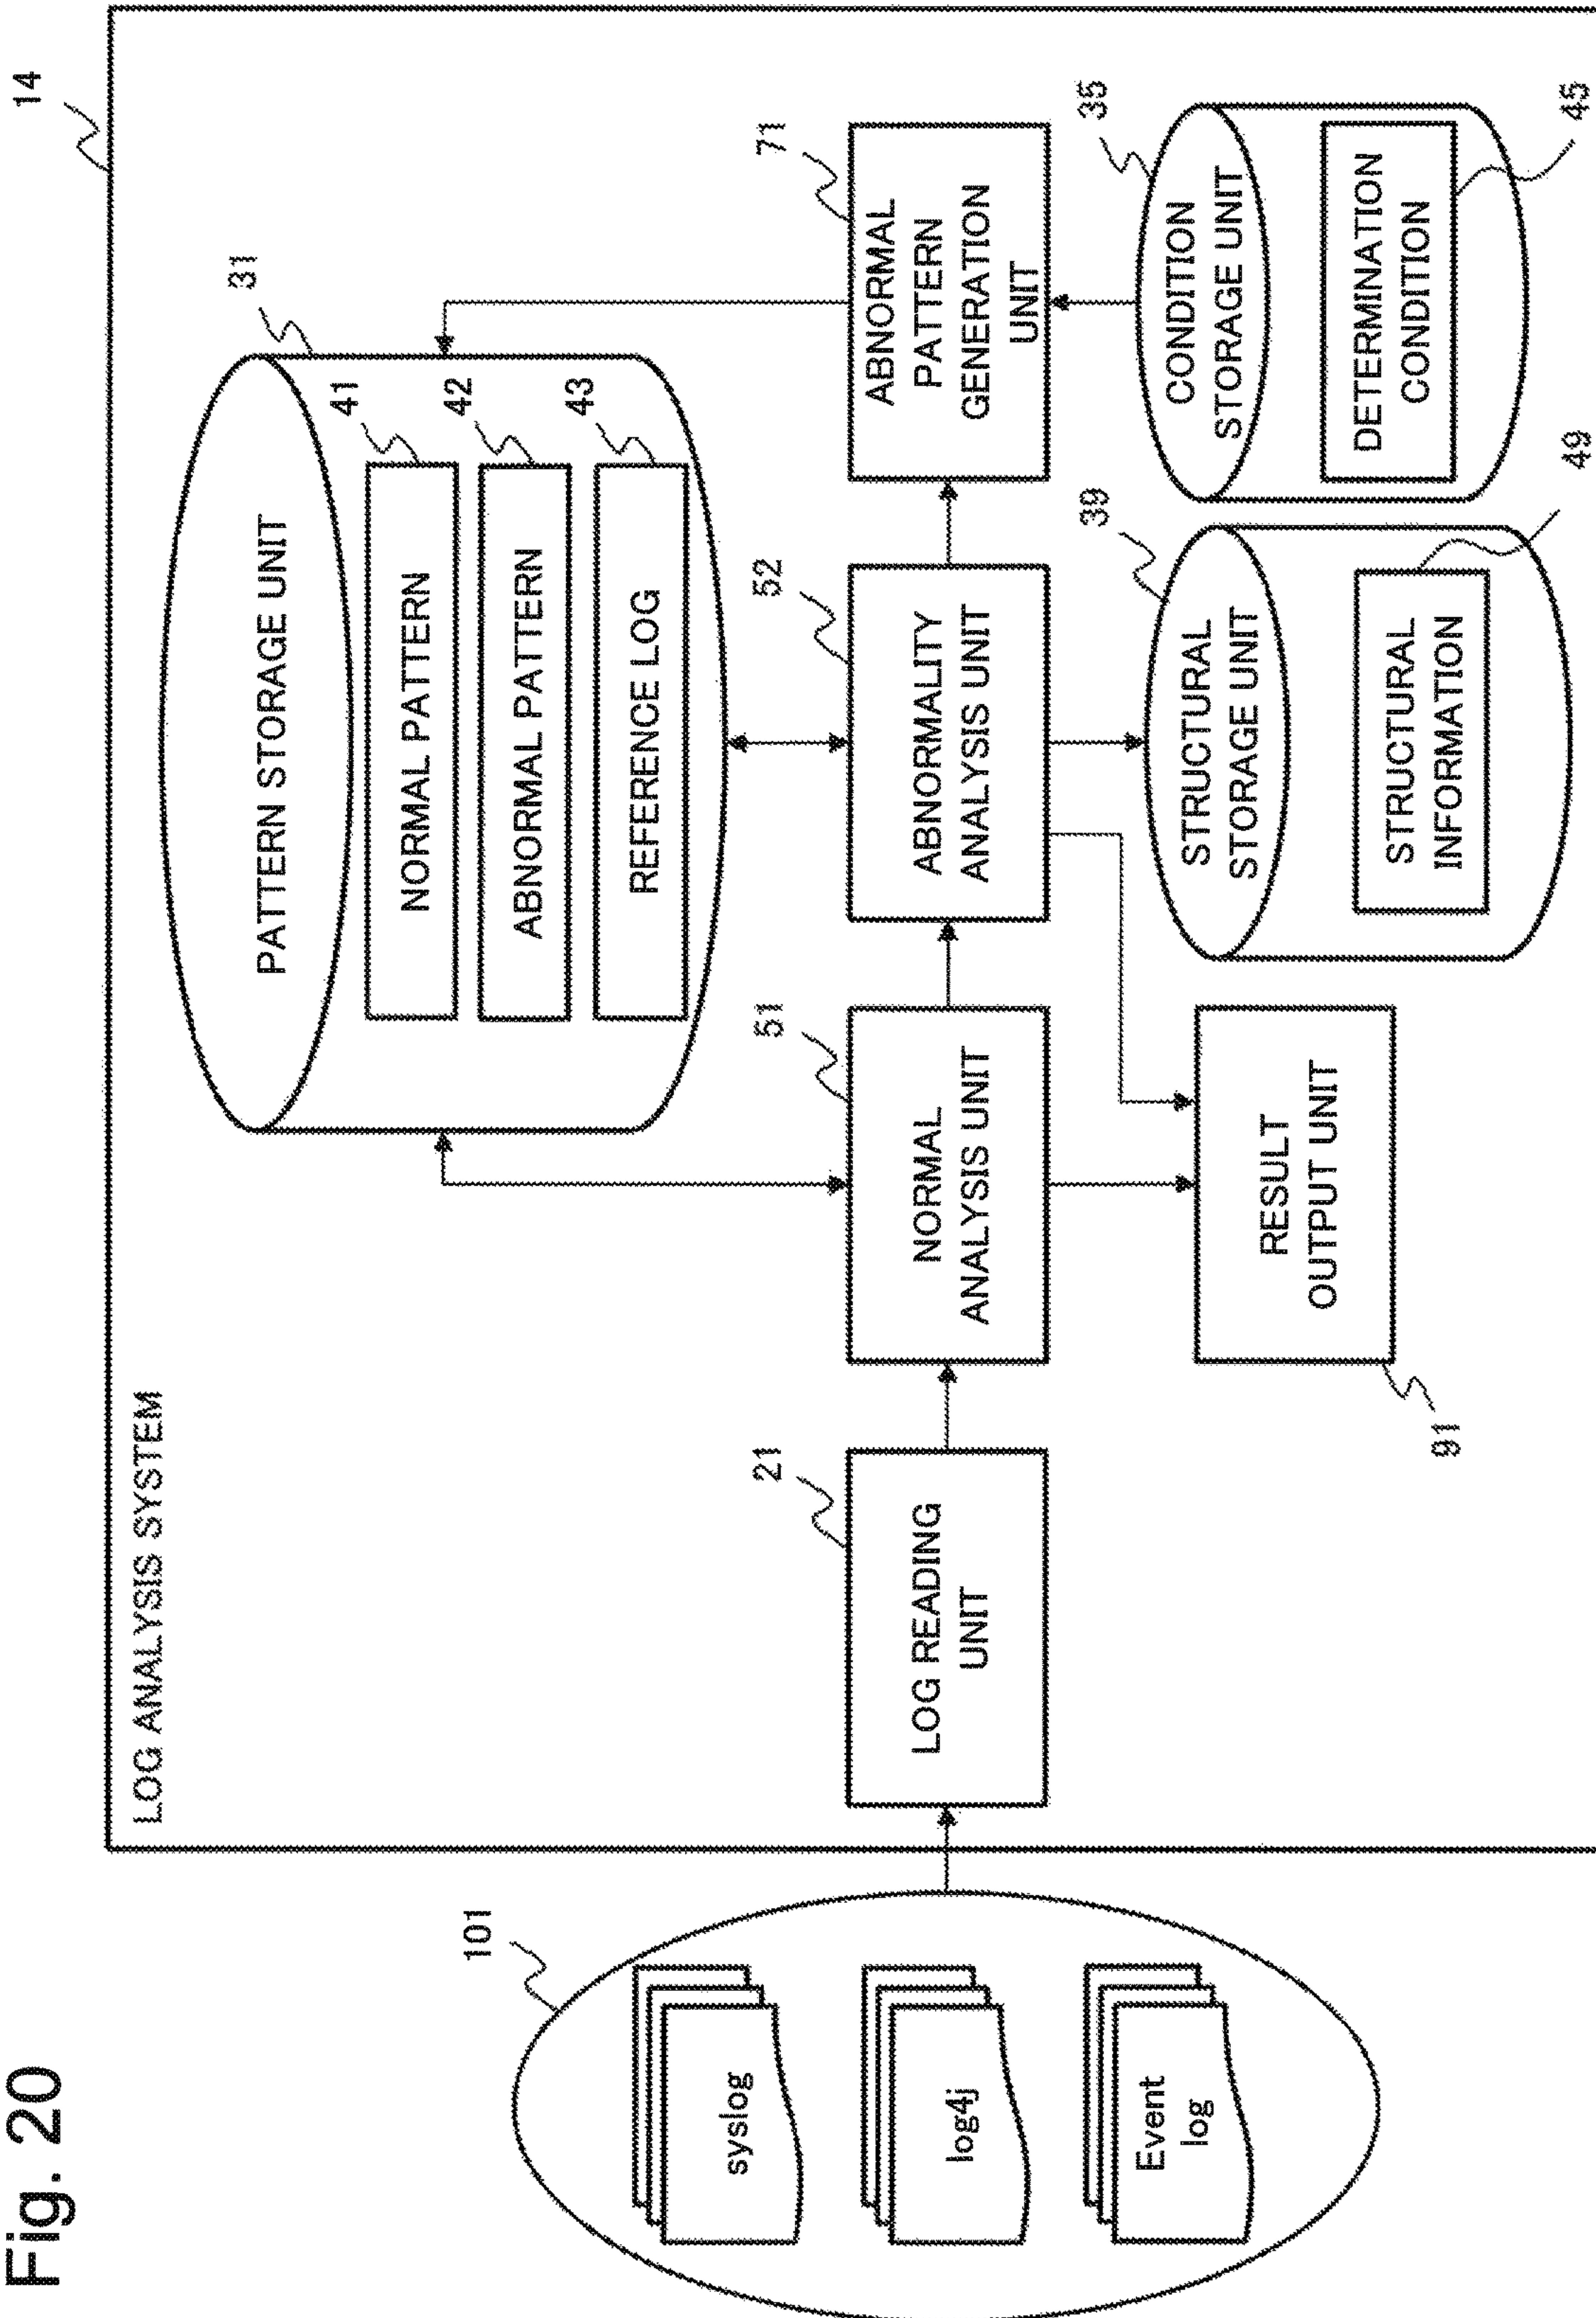 Fig. 20
14
LOG ANALYSIS SYSTEM
31
PATTERN STORAGE UNIT
41
NORMAL PATTERN
42
ABNORMAL PATTERN
43
REFERENCE LOG
101
syslog
log4j
Event
log
21
LOG READING
UNIT
51
NORMAL
ANALYSIS UNIT
52
ABNORMALITY
ANALYSIS UNIT
71
ABNORMAL
PATTERN
GENERATION
UNIT
91
RESULT
OUTPUT UNIT
39
STRUCTURAL
STORAGE UNIT
STRUCTURAL
INFORMATION
49
35
CONDITION
STORAGE UNIT
DETERMINATION
CONDITION
45